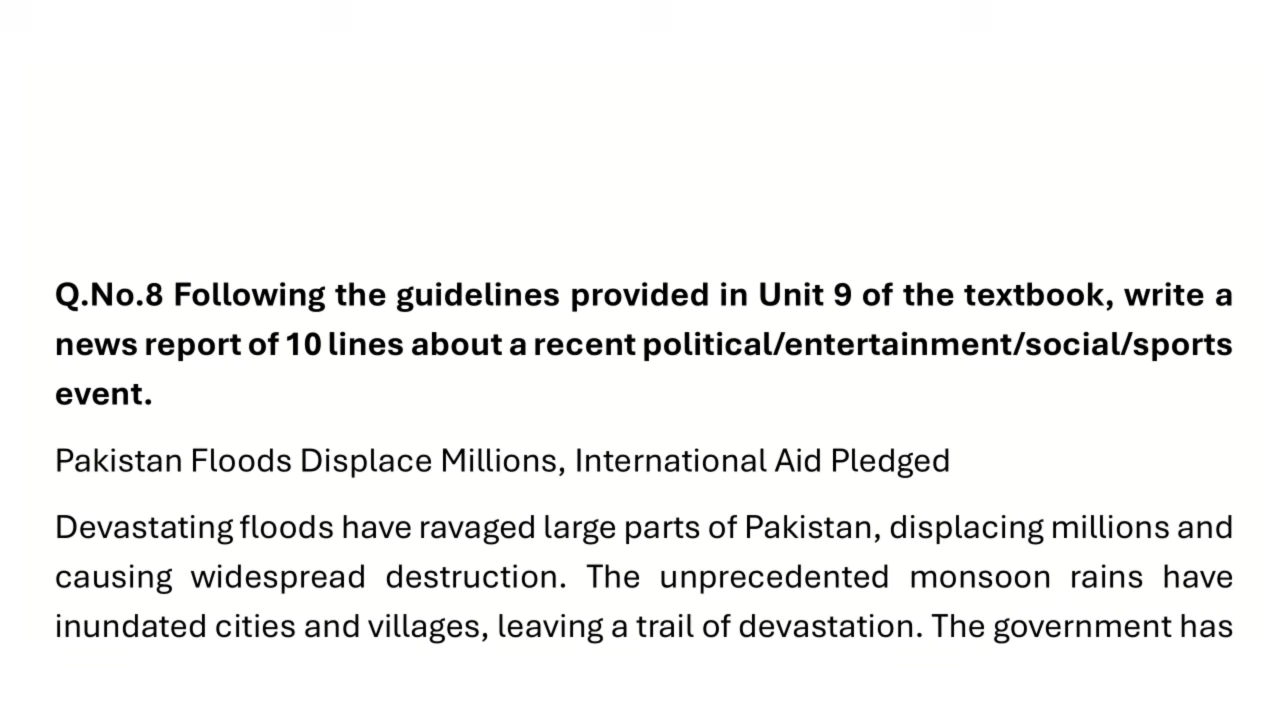 Q.No.8 Following the guidelines provided in Unit 9 of the textbook, write a
news report of 10 lines about a recent political/entertainment/social/sports
event.
Pakistan Floods Displace Millions, International Aid Pledged
Devastating floods have ravaged large parts of Pakistan, displacing millions and
causing widespread destruction. The unprecedented monsoon rains have
inundated cities and villages, leaving a trail of devastation. The government has